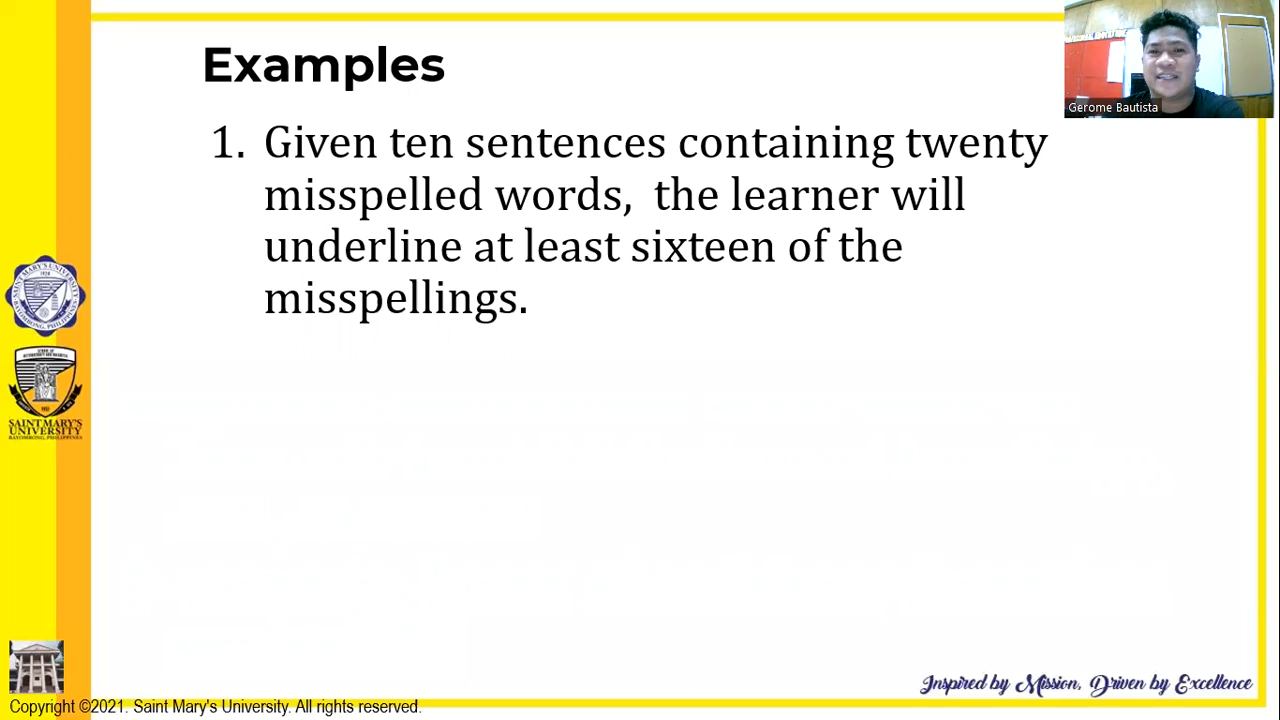 Examples
1. Given ten sentences containing twenty
misspelled words, the learner will
underline at least sixteen of the
misspellings.
Gerome Bautista
SAINT MARY'S
UNIVERSITY
BAYOMBONG, PHILIPPINES
Inspired by Mission, Driven by Excellence
Copyright ©2021. Saint Mary's University. All rights reserved.